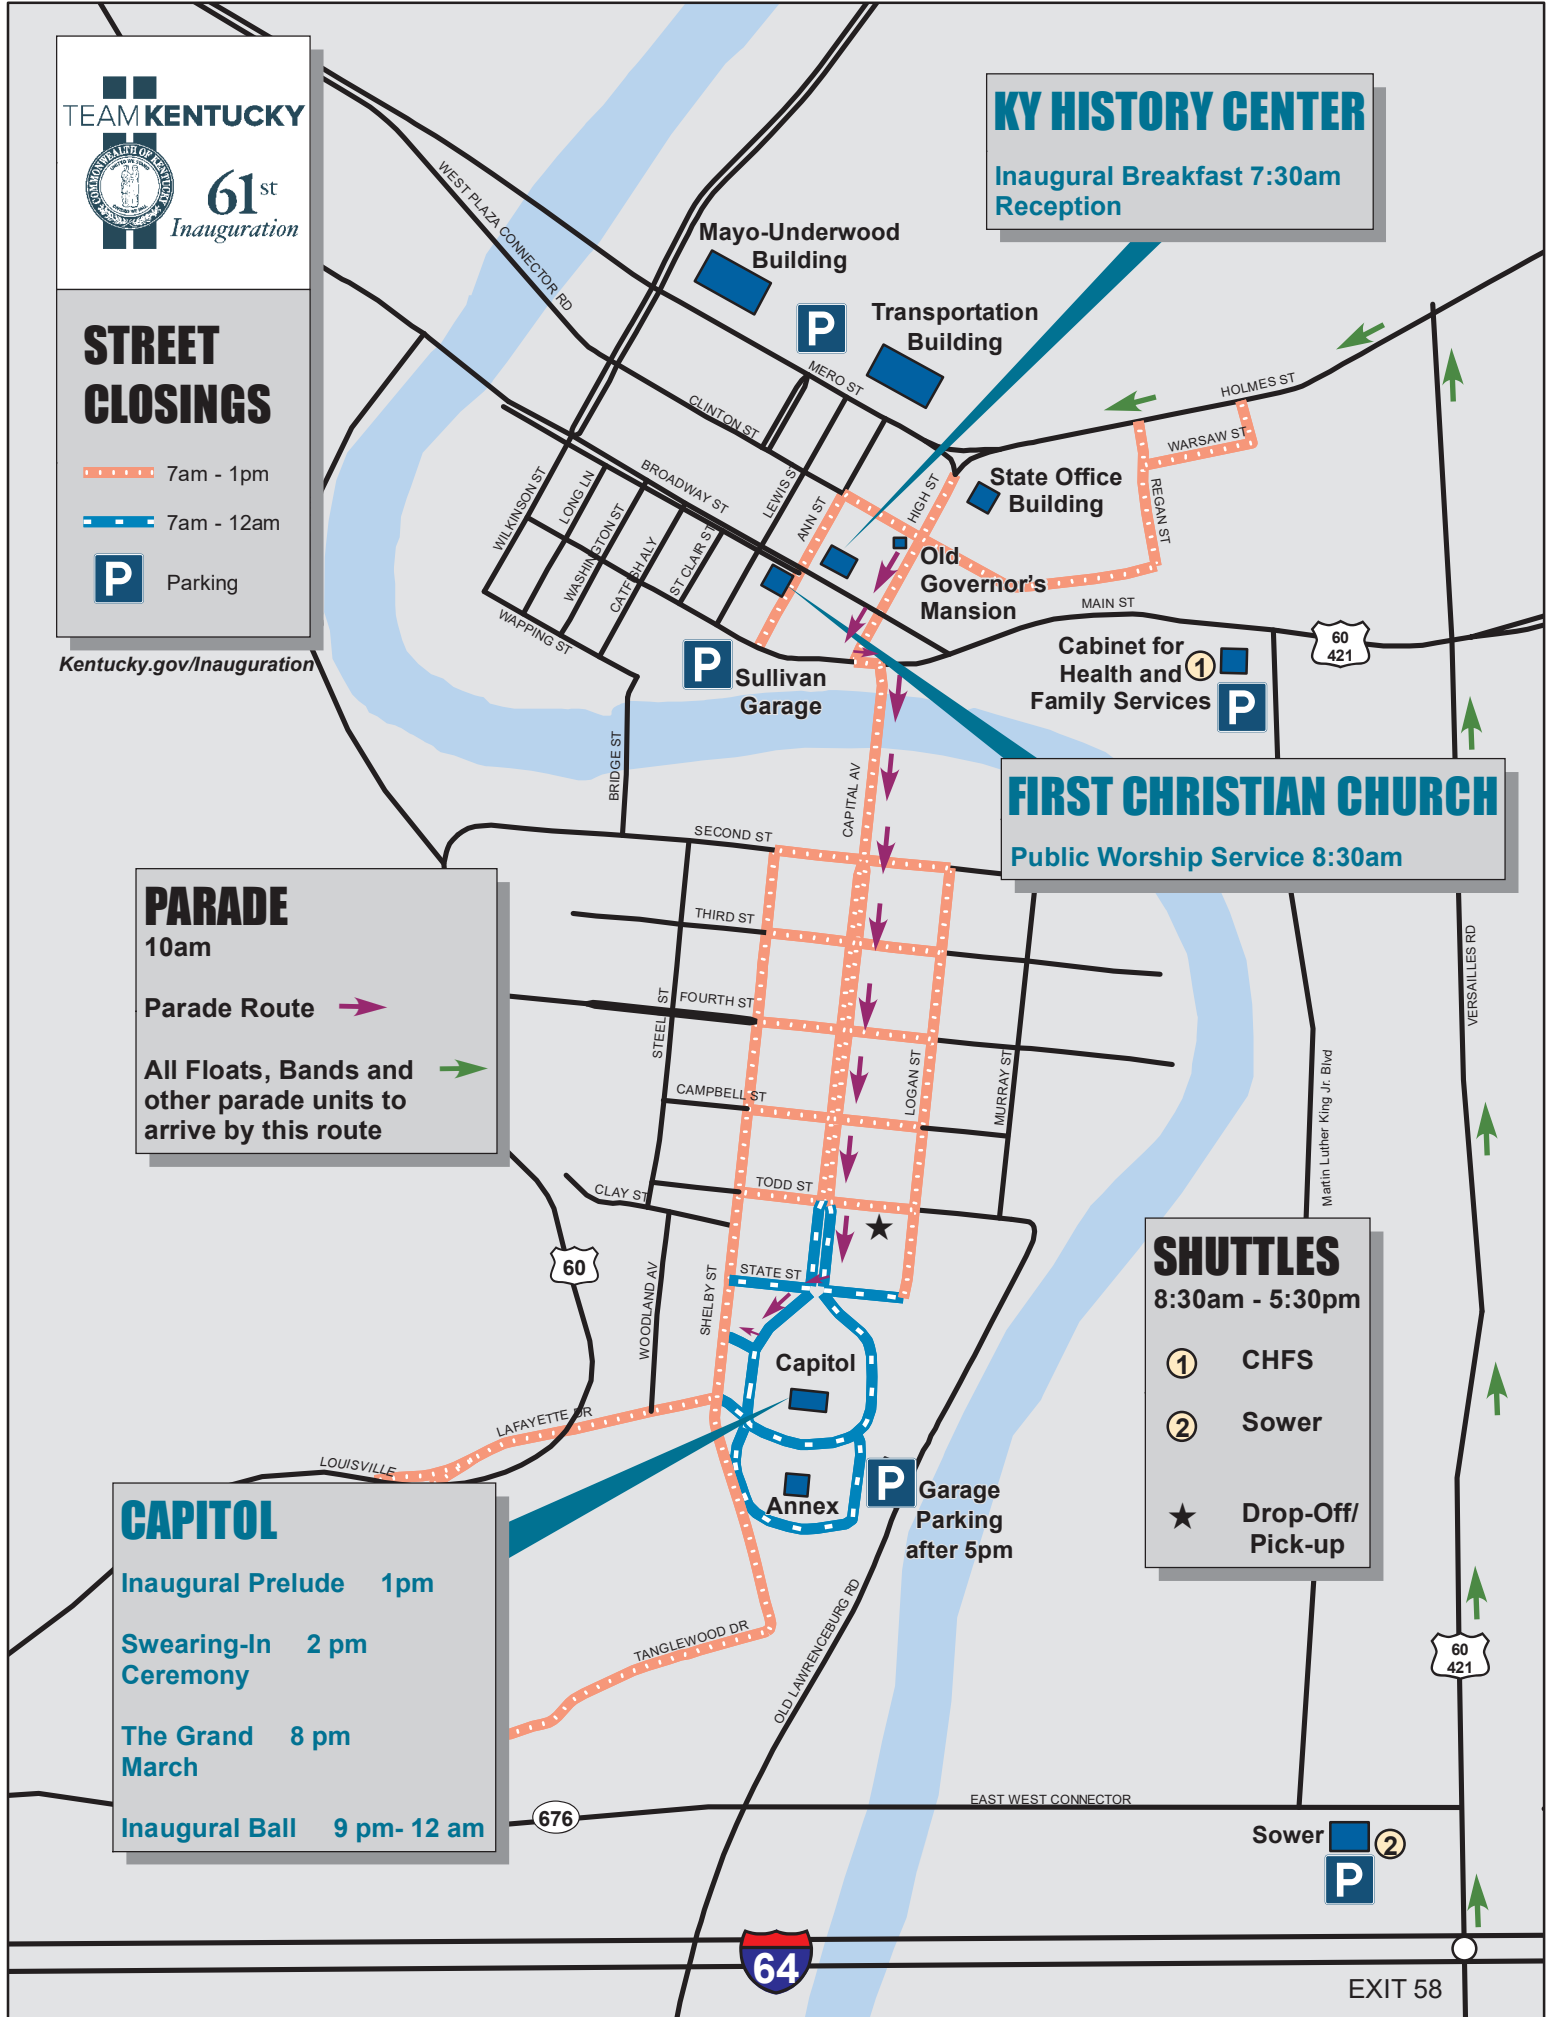 TEAM KENTUCKY
COMMONWEALTH OF KENTUCKY
61st
Inauguration
STREET
CLOSINGS
7am - 1pm
7am - 12am
P
Parking
Kentucky.gov/Inauguration
KY HISTORY CENTER
Inaugural Breakfast 7:30am
Reception
WEST PLAZA CONNECTOR RD
Mayo-Underwood
Building
P
Transportation
Building
MERO ST
CLINTON ST
HOLMES ST
WARSAW ST
REGAN ST
State Office
Building
BROADWAY ST
WILKINSON ST
LONG LN
WASHINGTON ST
CATFISH ALY
ST CLAIR ST
LEWIS ST
ANN ST
HIGH ST
WAPPING ST
Old
Governor's
Mansion
MAIN ST
60
421
P
Sullivan
Garage
Cabinet for
Health and
Family Services
1
P
BRIDGE ST
CAPITAL AV
FIRST CHRISTIAN CHURCH
Public Worship Service 8:30am
SECOND ST
THIRD ST
FOURTH ST
STEELE ST
CAMPBELL ST
LOGAN ST
MURRAY ST
TODD ST
CLAY ST
VERSAILLES RD
Martin Luther King Jr. Blvd
PARADE
10am
Parade Route
All Floats, Bands and
other parade units to
arrive by this route
60
STATE ST
SHELBY ST
WOODLAND AV
SHUTTLES
8:30am - 5:30pm
1 CHFS
2 Sower
Drop-Off/
Pick-up
Capitol
LAFAYETTE DR
LOUISVILLE
Annex
P
Garage
Parking
after 5pm
CAPITOL
Inaugural Prelude 1pm
Swearing-In 2 pm
Ceremony
The Grand 8 pm
March
Inaugural Ball 9 pm- 12 am
TANGLEWOOD DR
OLD LAWRENCEBURG RD
60
421
676
EAST WEST CONNECTOR
Sower
2
P
64
EXIT 58